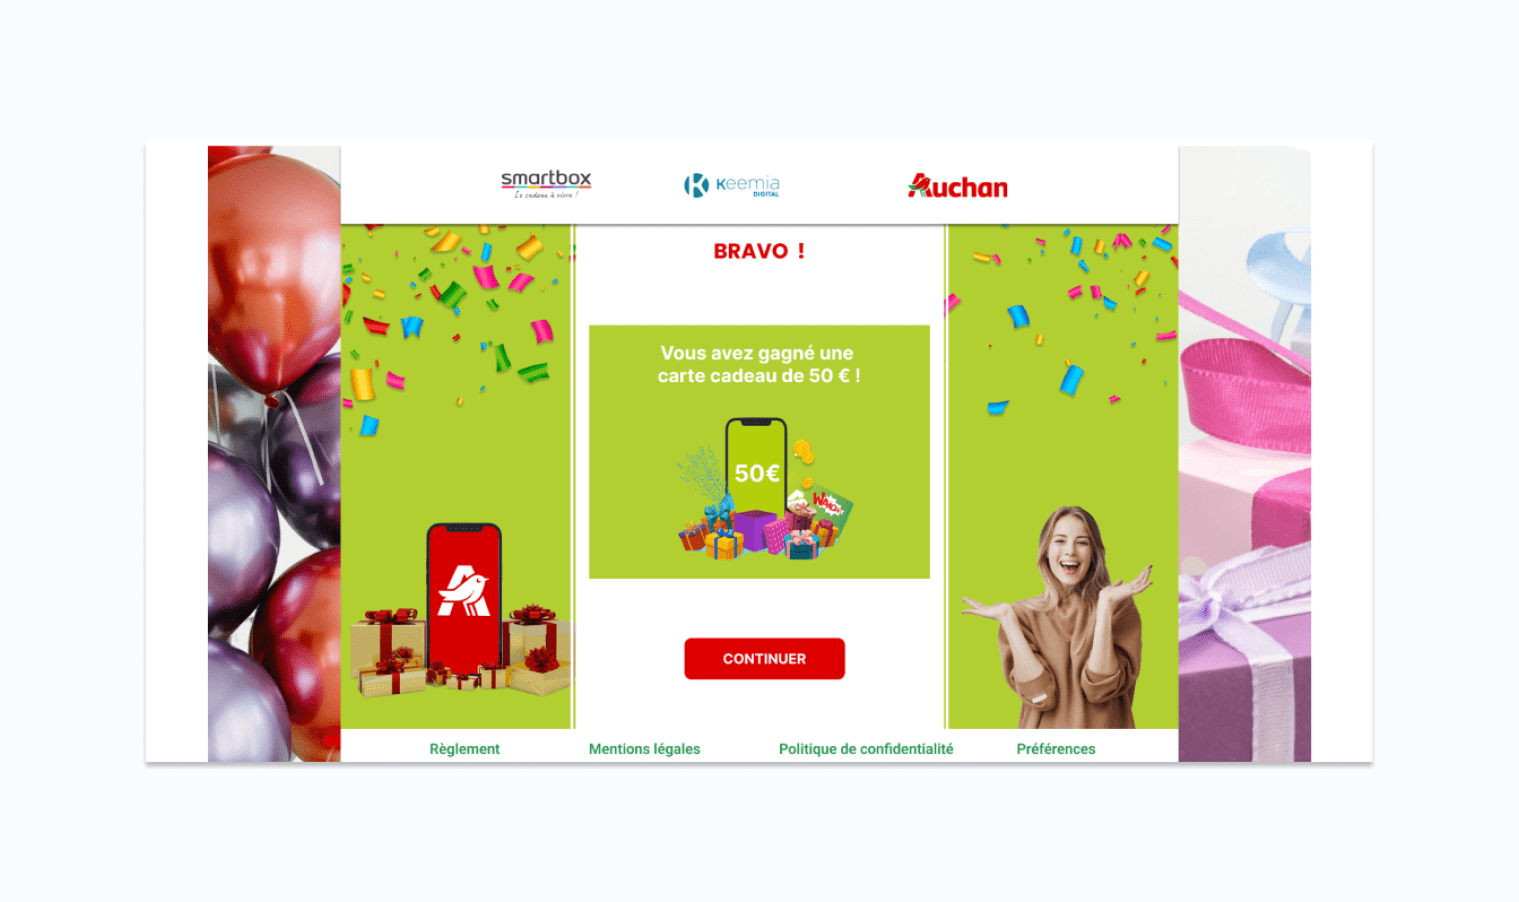 smartbox
Le cadeau à vivre !
Keemia
DIGITAL
Auchan
BRAVO !
Vous avez gagné une
carte cadeau de 50 € !
50€
CONTINUER
Règlement
Mentions légales
Politique de confidentialité
Préférences